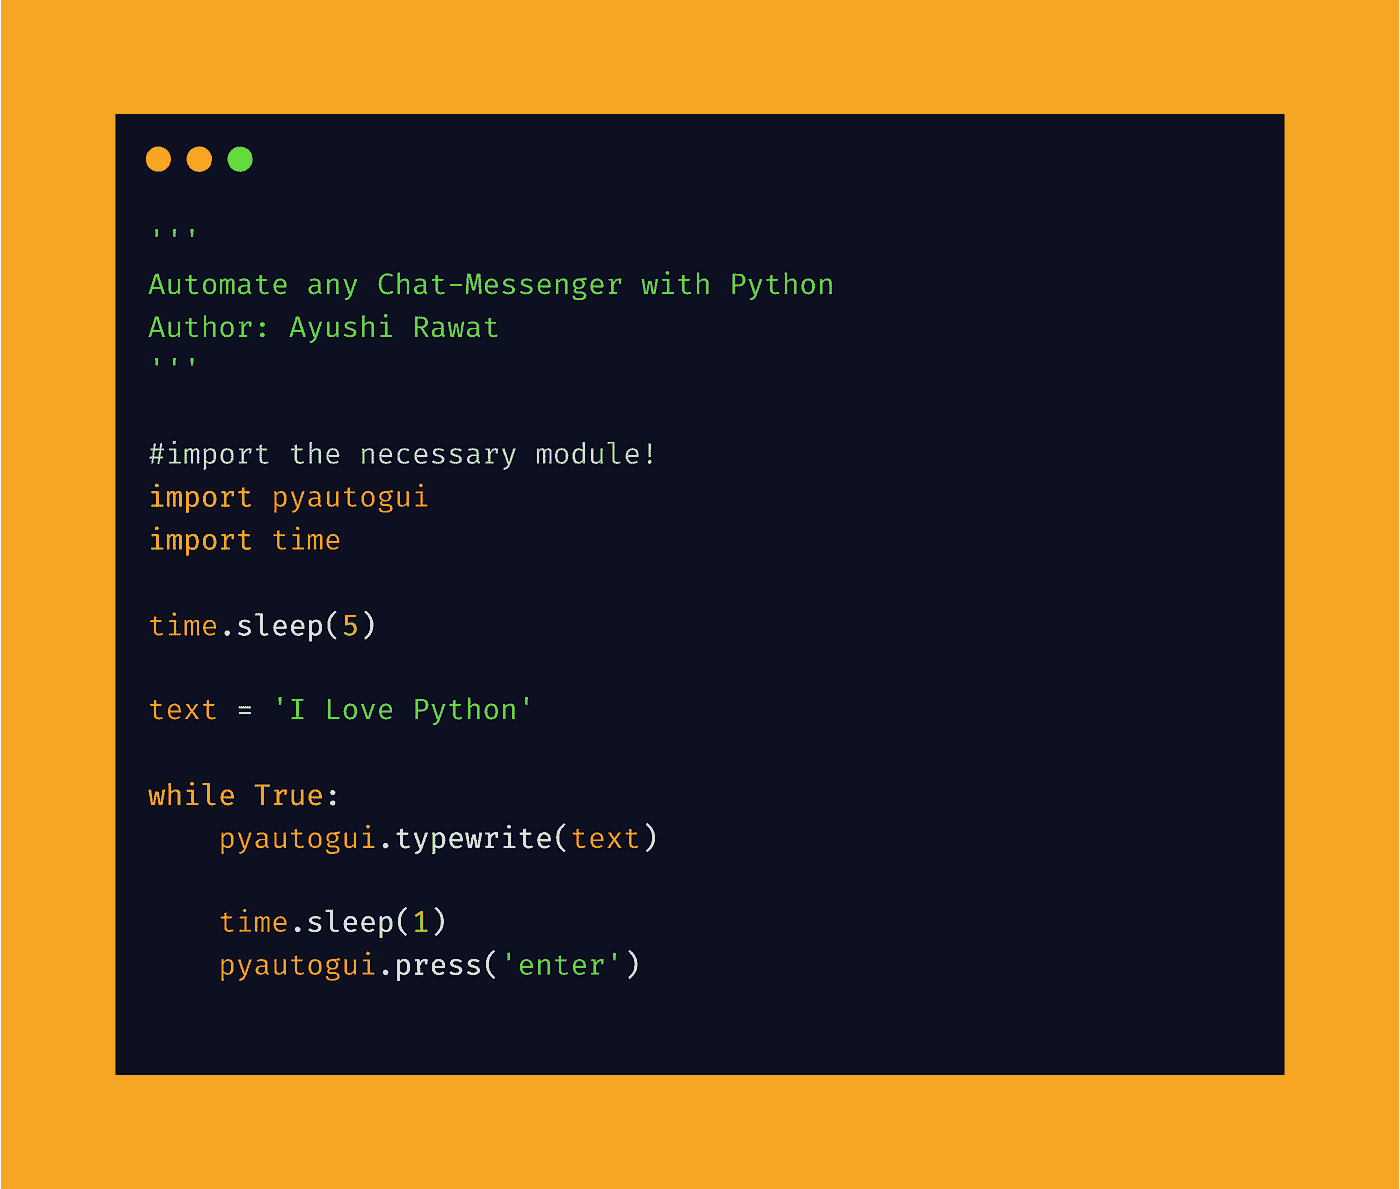 '''
Automate any Chat-Messenger with Python
Author: Ayushi Rawat
'''
#import the necessary module!
import pyautogui
import time
time.sleep(5)
text = 'I Love Python'
while True:
    pyautogui.typewrite(text)
    time.sleep(1)
    pyautogui.press('enter')